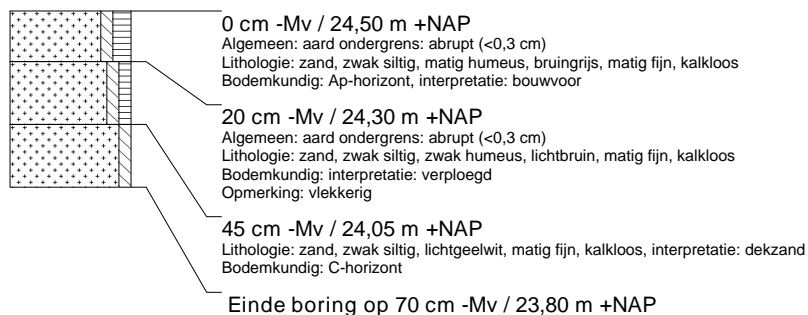 0 cm -Mv / 24,50 m +NAP
Algemeen: aard ondergrens: abrupt (<0,3 cm)
Lithologie: zand, zwak siltig, matig humeus, bruingrijs, matig fijn, kalkloos
Bodemkundig: Ap-horizont, interpretatie: bouwvoor
20 cm -Mv / 24,30 m +NAP
Algemeen: aard ondergrens: abrupt (<0,3 cm)
Lithologie: zand, zwak siltig, zwak humeus, lichtbruin, matig fijn, kalkloos
Bodemkundig: interpretatie: verploegd
Opmerking: vlekkerig
45 cm -Mv / 24,05 m +NAP
Lithologie: zand, zwak siltig, lichtgeelwit, matig fijn, kalkloos, interpretatie: dekzand
Bodemkundig: C-horizont
Einde boring op 70 cm -Mv / 23,80 m +NAP